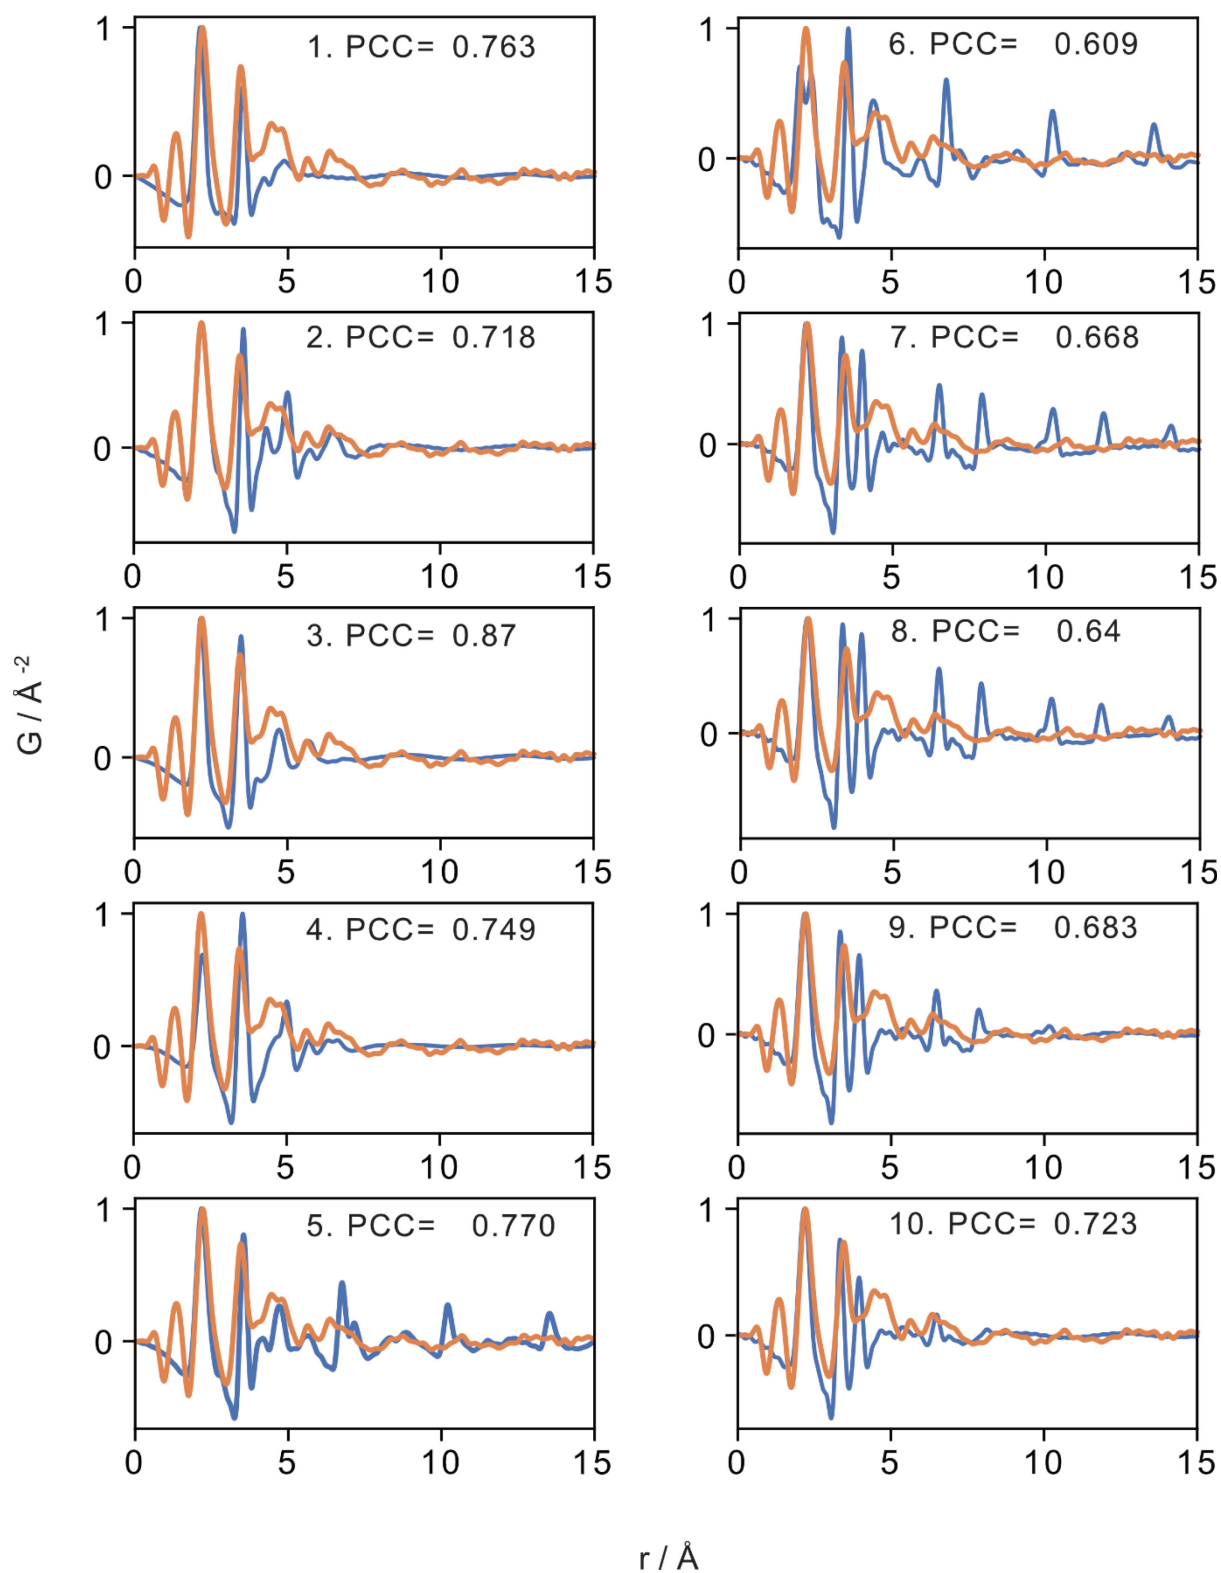 1. PCC= 0.763
1
0
0 5 10 15
6. PCC= 0.609
1
0
0 5 10 15
2. PCC= 0.718
1
0
0 5 10 15
7. PCC= 0.668
1
0
0 5 10 15
3. PCC= 0.87
1
0
0 5 10 15
8. PCC= 0.64
1
0
0 5 10 15
4. PCC= 0.749
1
0
0 5 10 15
9. PCC= 0.683
1
0
0 5 10 15
5. PCC= 0.770
1
0
0 5 10 15
10. PCC= 0.723
1
0
0 5 10 15
G / Å⁻²
r / Å